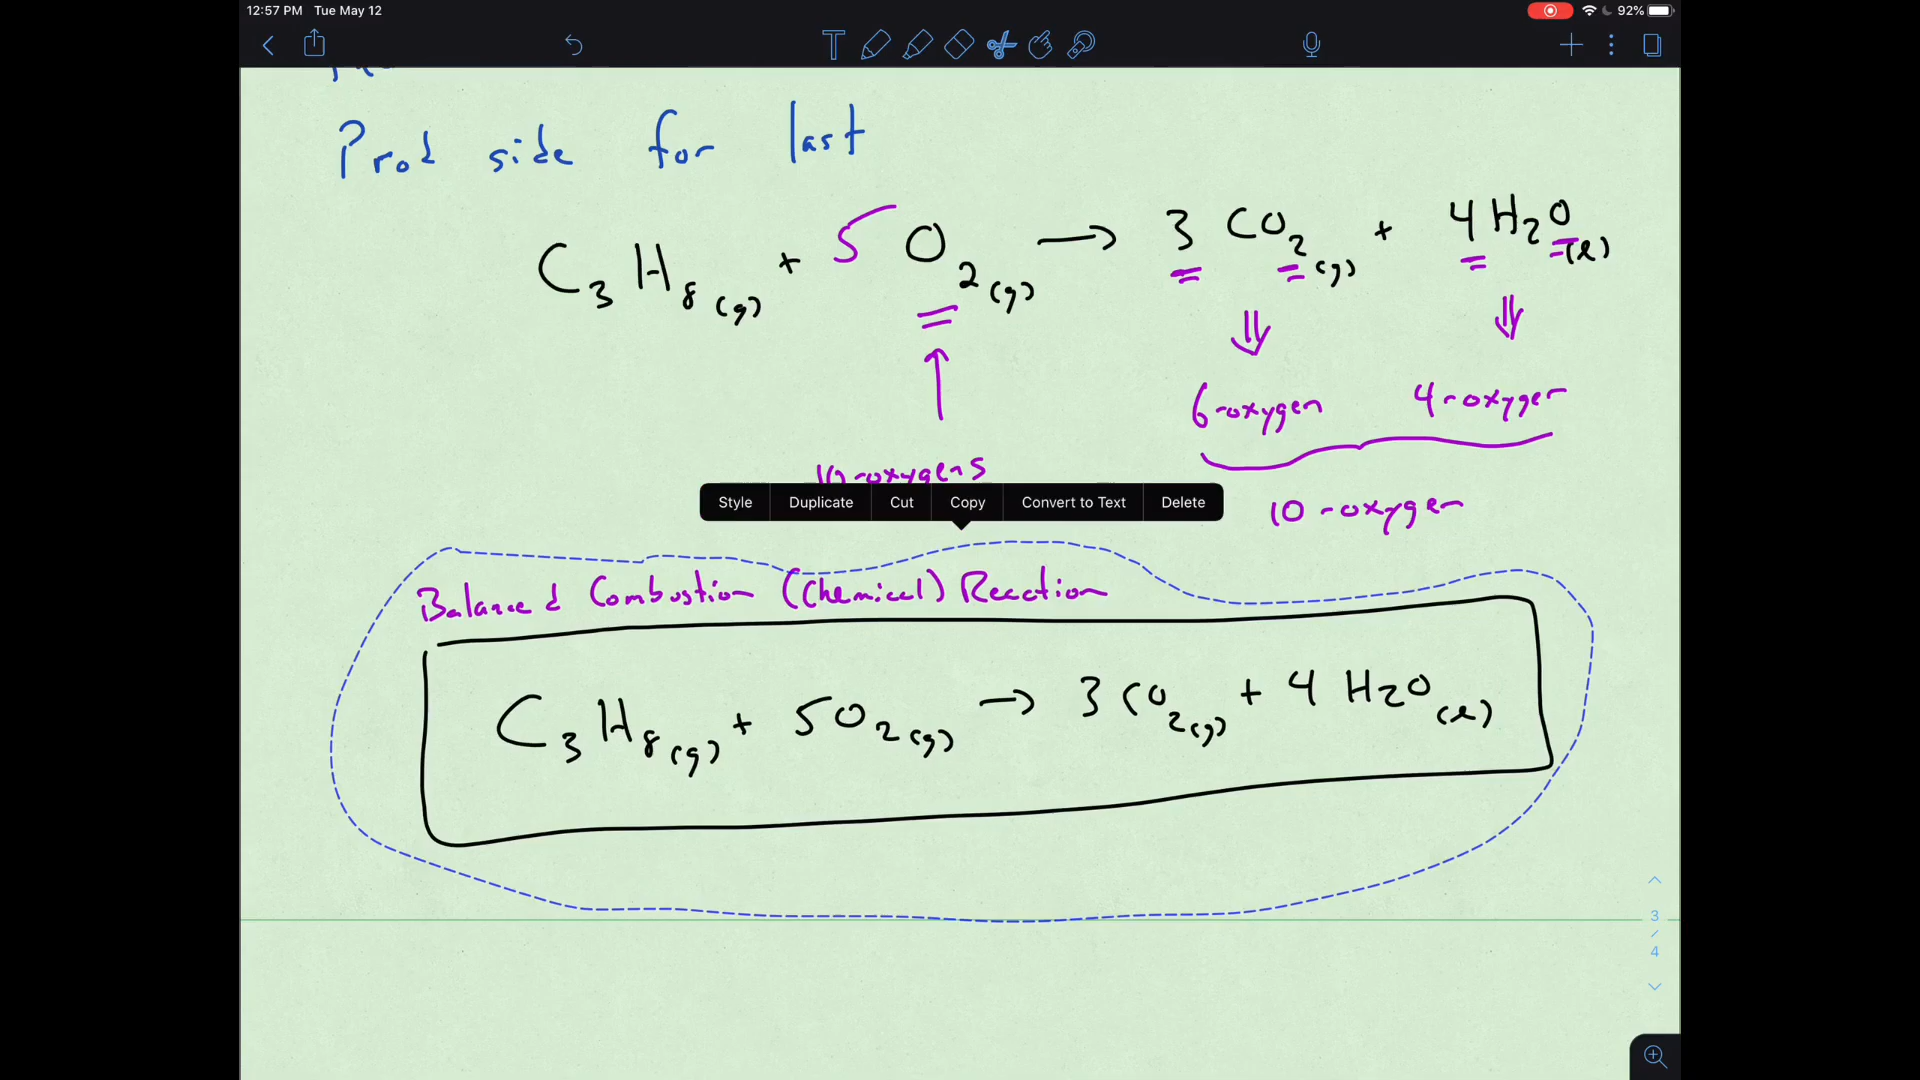 12:57 PM Tue May 12 92%
Prod side for last
C3H8(g) + 5 O2(g) → 3 CO2(g) + 4 H2O(l)
6-oxygen 4-oxygen
10-oxygens
Style Duplicate Cut Copy Convert to Text Delete
10-oxygen
Balanced Combustion (Chemical) Reaction
C3H8(g) + 5O2(g) → 3 CO2(g) + 4 H2O(l)
3
/
4